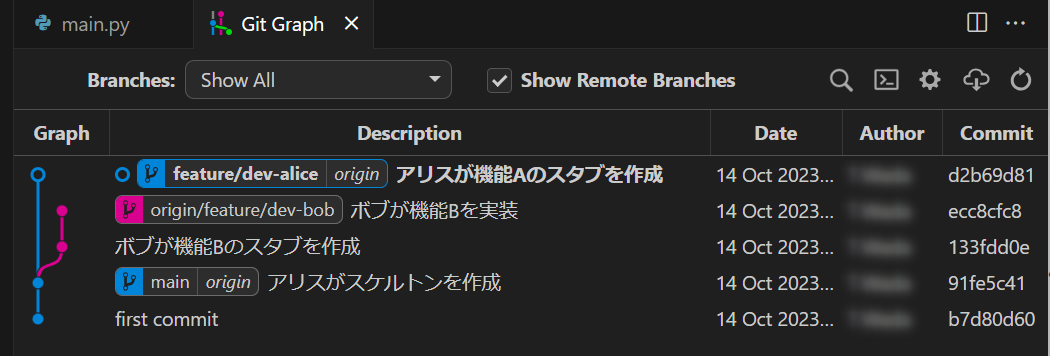 main.py Git Graph
Branches: Show All Show Remote Branches
Graph Description Date Author Commit
feature/dev-alice origin アリスが機能Aのスタブを作成 14 Oct 2023... d2b69d81
origin/feature/dev-bob ボブが機能Bを実装 14 Oct 2023... ecc8cfc8
ボブが機能Bのスタブを作成 14 Oct 2023... 133fdd0e
main origin アリスがスケルトンを作成 14 Oct 2023... 91fe5c41
first commit 14 Oct 2023... b7d80d60